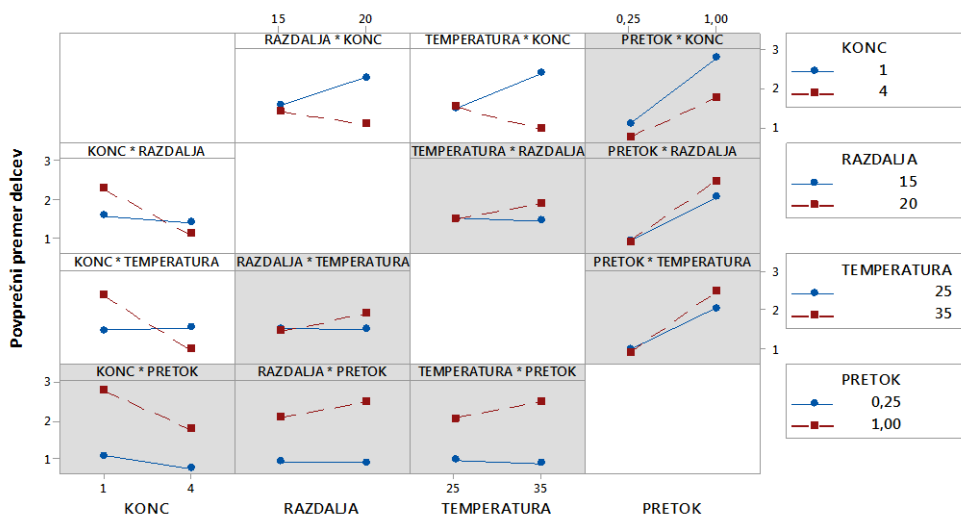 15 20 0,25 1,00
RAZDALJA * KONC TEMPERATURA * KONC PRETOK * KONC
3
2
1
KONC
1
4
KONC * RAZDALJA TEMPERATURA * RAZDALJA PRETOK * RAZDALJA
3
2
1
RAZDALJA
15
20
KONC * TEMPERATURA RAZDALJA * TEMPERATURA PRETOK * TEMPERATURA
3
2
1
TEMPERATURA
25
35
KONC * PRETOK RAZDALJA * PRETOK TEMPERATURA * PRETOK
3
2
1
PRETOK
0,25
1,00
Povprečni premer delcev
1 4 25 35
KONC RAZDALJA TEMPERATURA PRETOK